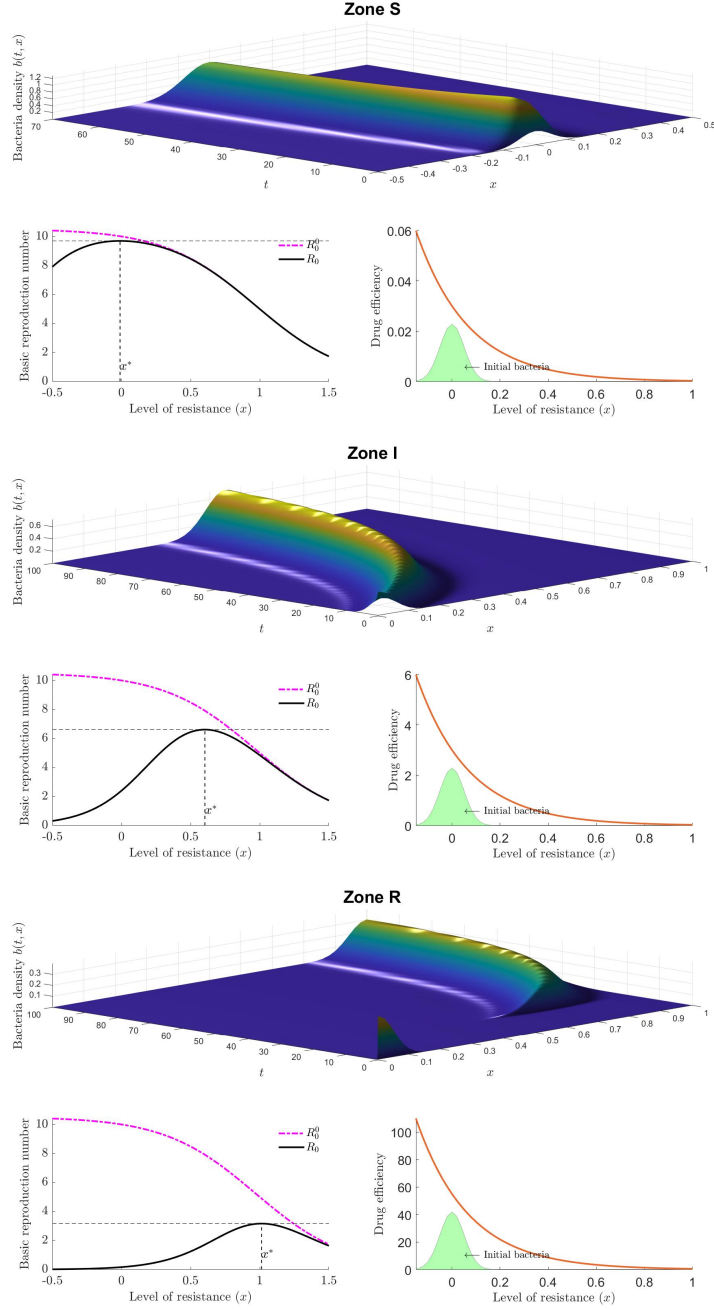 Zone S
Bacteria density b(t, x)
1.2
1
0.8
0.6
0.4
0.2
70
60
50
40
30
20
10
0
t
-0.5
-0.4
-0.3
-0.2
-0.1
0
0.1
0.2
0.3
0.4
0.5
x
Basic reproduction number
10
8
6
4
2
0
-0.5 0 0.5 1 1.5
Level of resistance (x)
R₀⁰
R₀
x*
Drug efficiency
0.06
0.04
0.02
0
0 0.2 0.4 0.6 0.8 1
Level of resistance (x)
← Initial bacteria
Zone I
Bacteria density b(t, x)
0.6
0.4
0.2
100
90
80
70
60
50
40
30
20
10
0
t
0
0.1
0.2
0.3
0.4
0.5
0.6
0.7
0.8
0.9
1
x
Basic reproduction number
10
8
6
4
2
0
-0.5 0 0.5 1 1.5
Level of resistance (x)
R₀⁰
R₀
x*
Drug efficiency
6
4
2
0
0 0.2 0.4 0.6 0.8 1
Level of resistance (x)
← Initial bacteria
Zone R
Bacteria density b(t, x)
0.3
0.2
0.1
100
90
80
70
60
50
40
30
20
10
0
t
0
0.1
0.2
0.3
0.4
0.5
0.6
0.7
0.8
0.9
1
x
Basic reproduction number
10
8
6
4
2
0
-0.5 0 0.5 1 1.5
Level of resistance (x)
R₀⁰
R₀
x*
Drug efficiency
100
80
60
40
20
0
0 0.2 0.4 0.6 0.8 1
Level of resistance (x)
← Initial bacteria